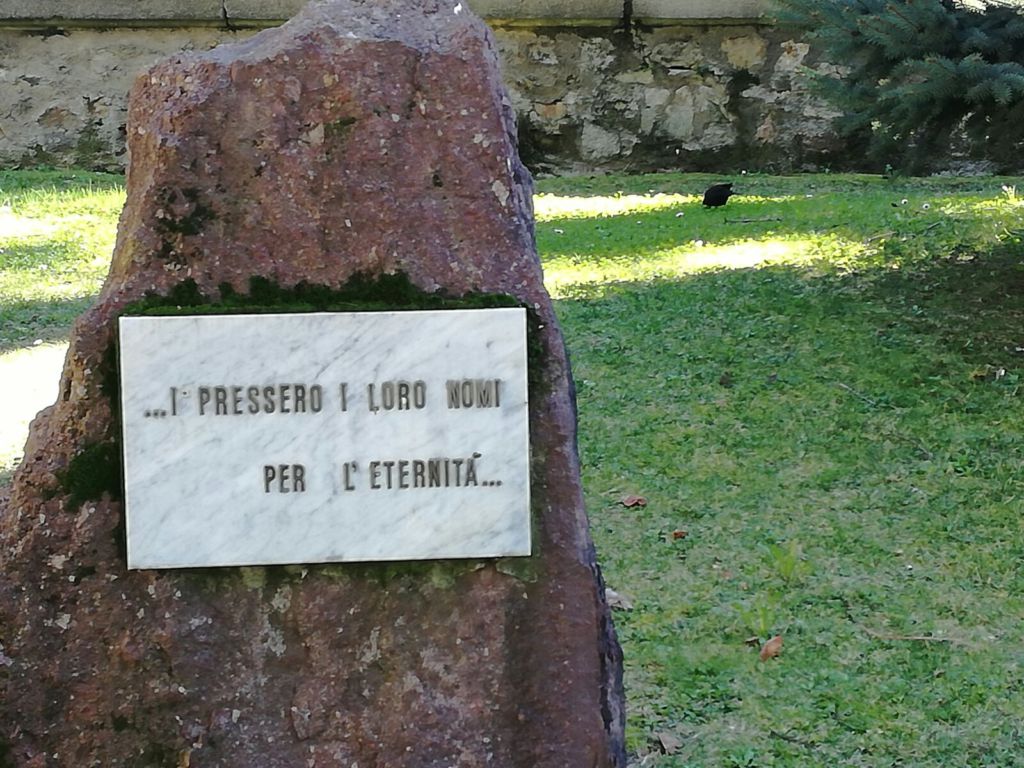 ...I PRESSERO I LORO NOMI
PER L'ETERNITÀ...